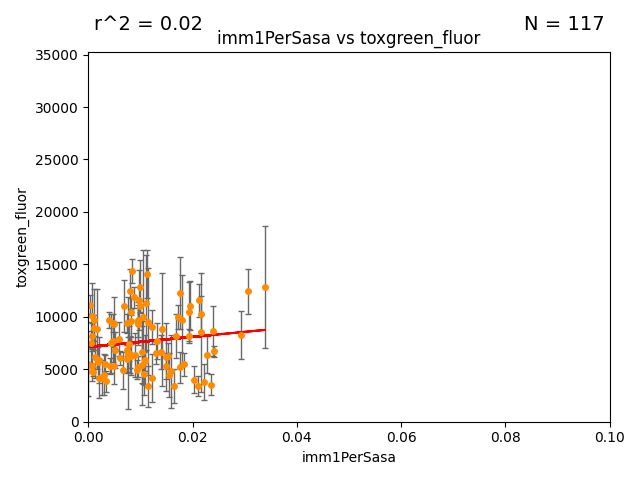 r^2 = 0.02
N = 117
imm1PerSasa vs toxgreen_fluor
35000
30000
25000
20000
15000
10000
5000
0
toxgreen_fluor
0.00
0.02
0.04
0.06
0.08
0.10
imm1PerSasa